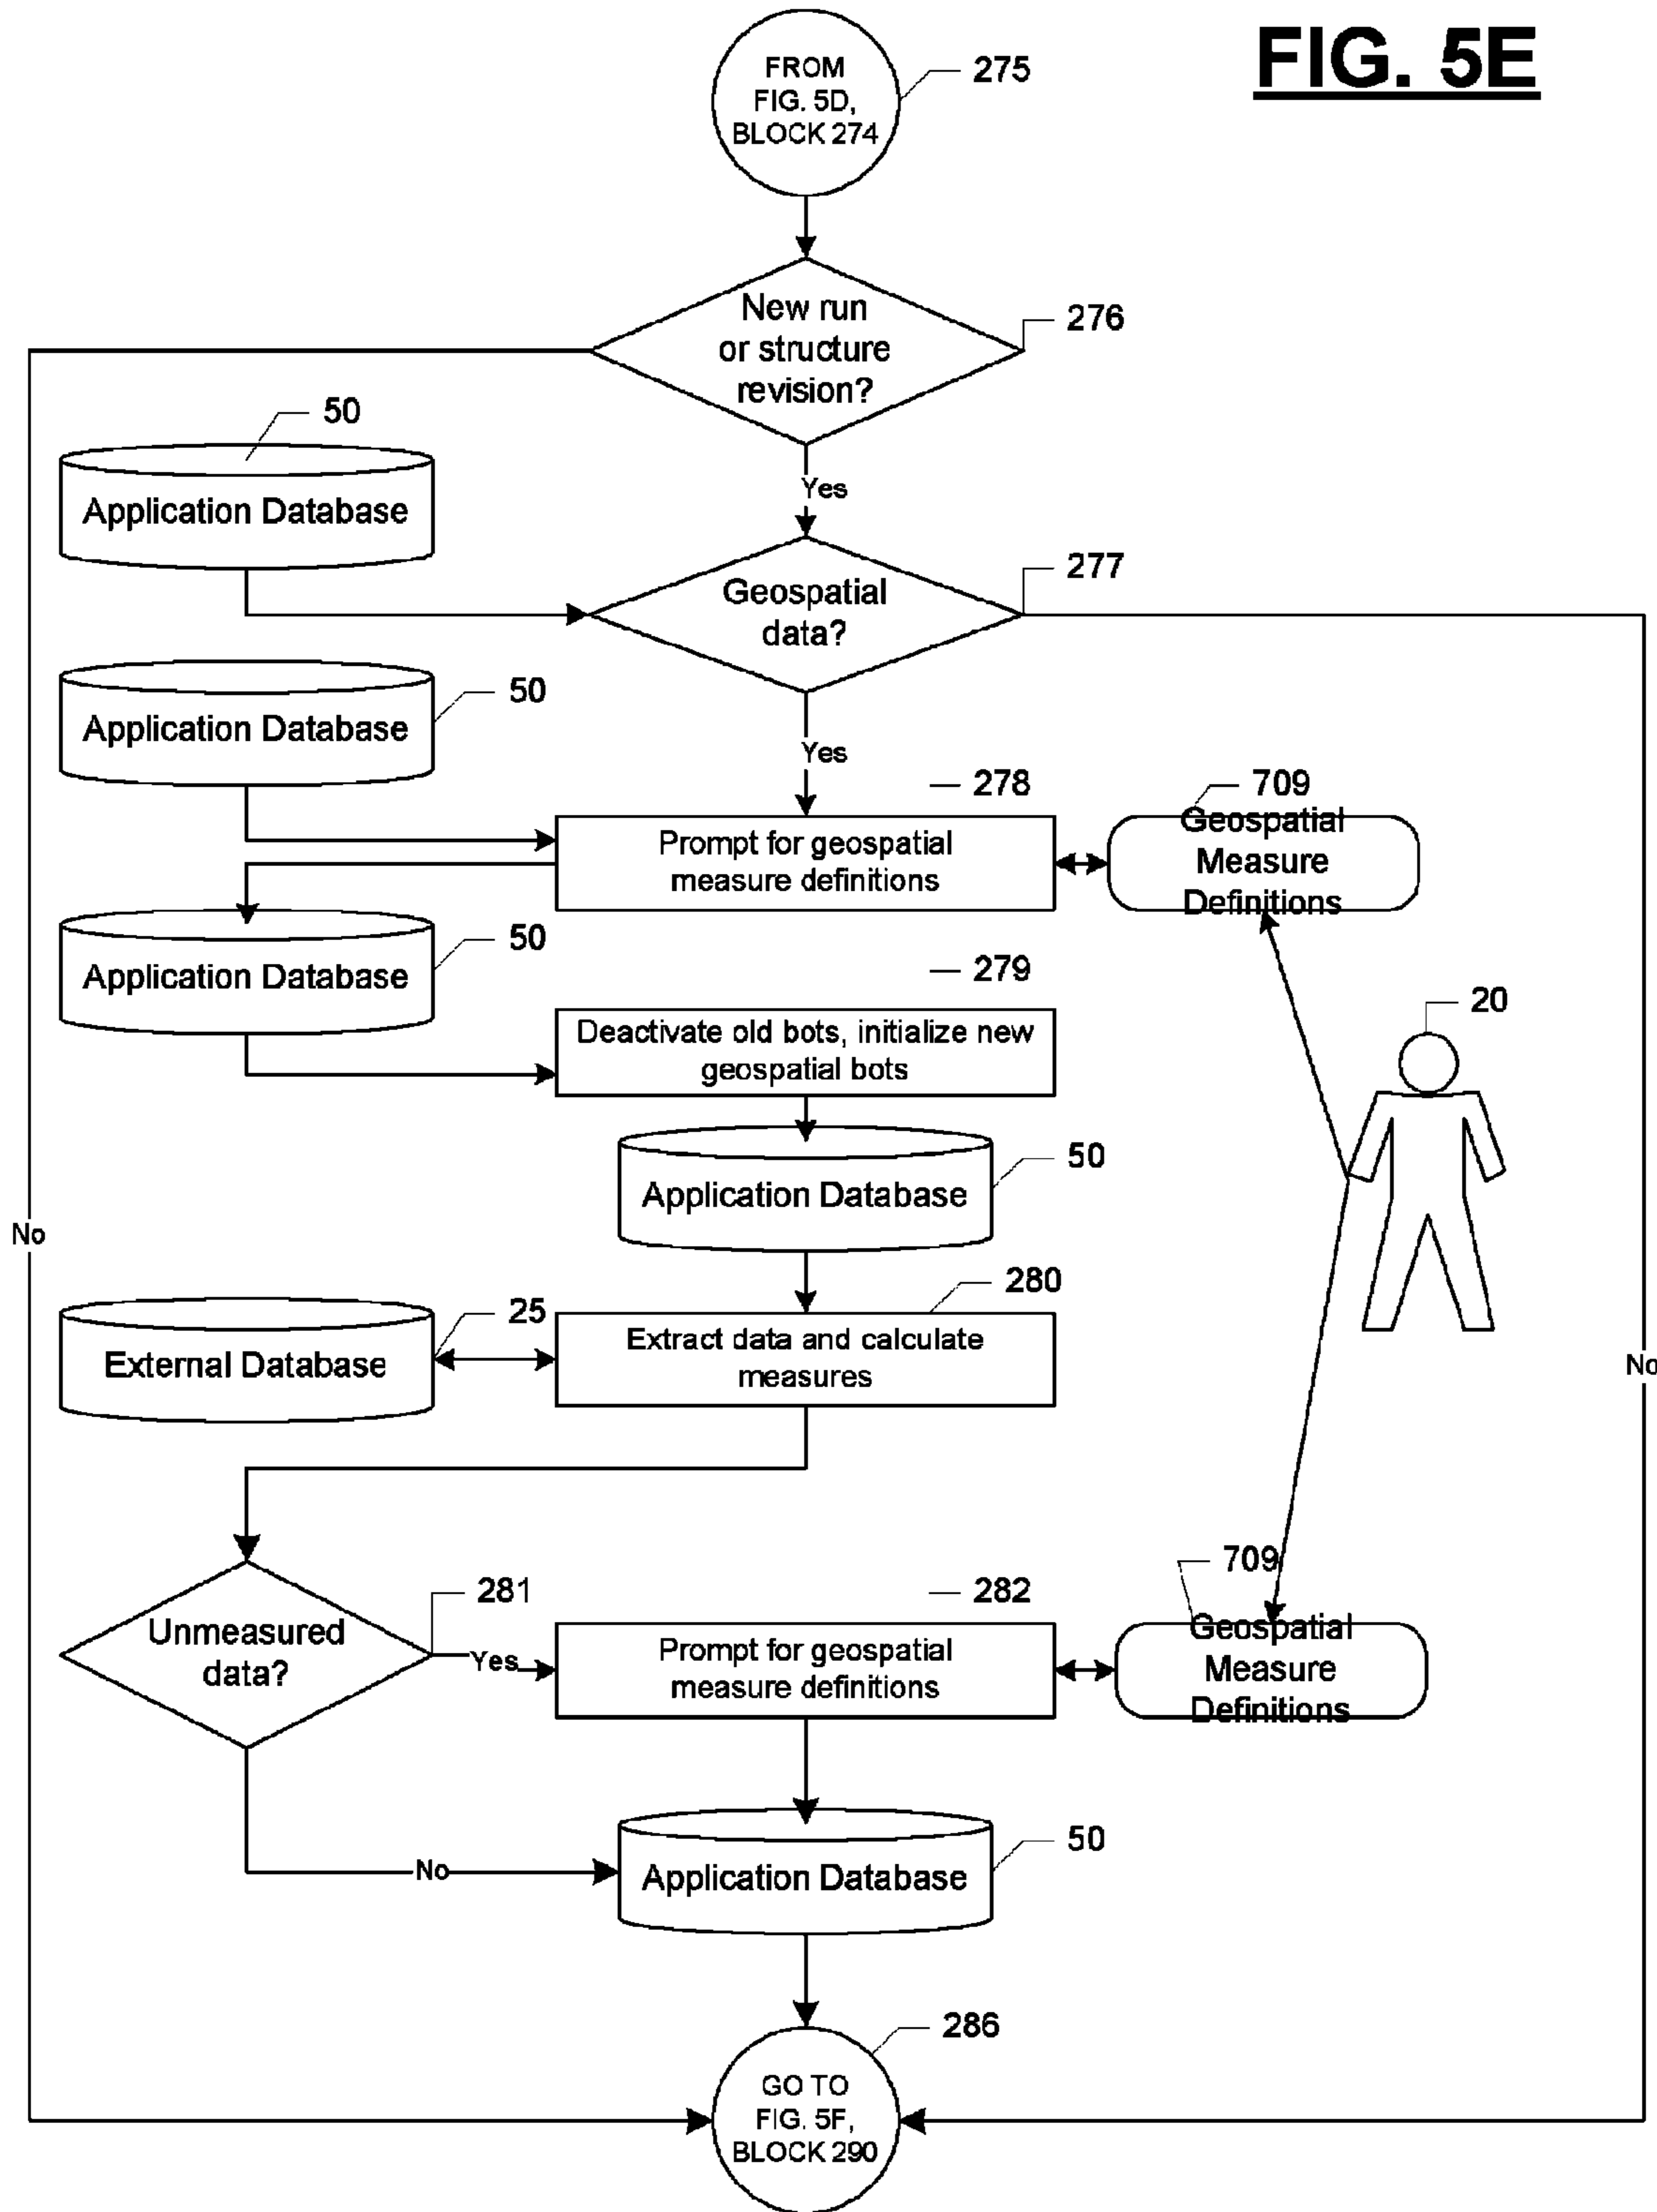 FIG. 5E
FROM
FIG. 5D,
BLOCK 274
275
New run
or structure
revision?
276
50
Application Database
Yes
Geospatial
data?
277
50
Application Database
Yes
278
Prompt for geospatial
measure definitions
709
Geospatial
Measure
Definitions
50
Application Database
279
Deactivate old bots, initialize new
geospatial bots
20
50
Application Database
No
280
25
External Database
Extract data and calculate
measures
No
281
Unmeasured
data?
Yes
282
Prompt for geospatial
measure definitions
709
Geospatial
Measure
Definitions
50
Application Database
No
286
GO TO
FIG. 5F,
BLOCK 290